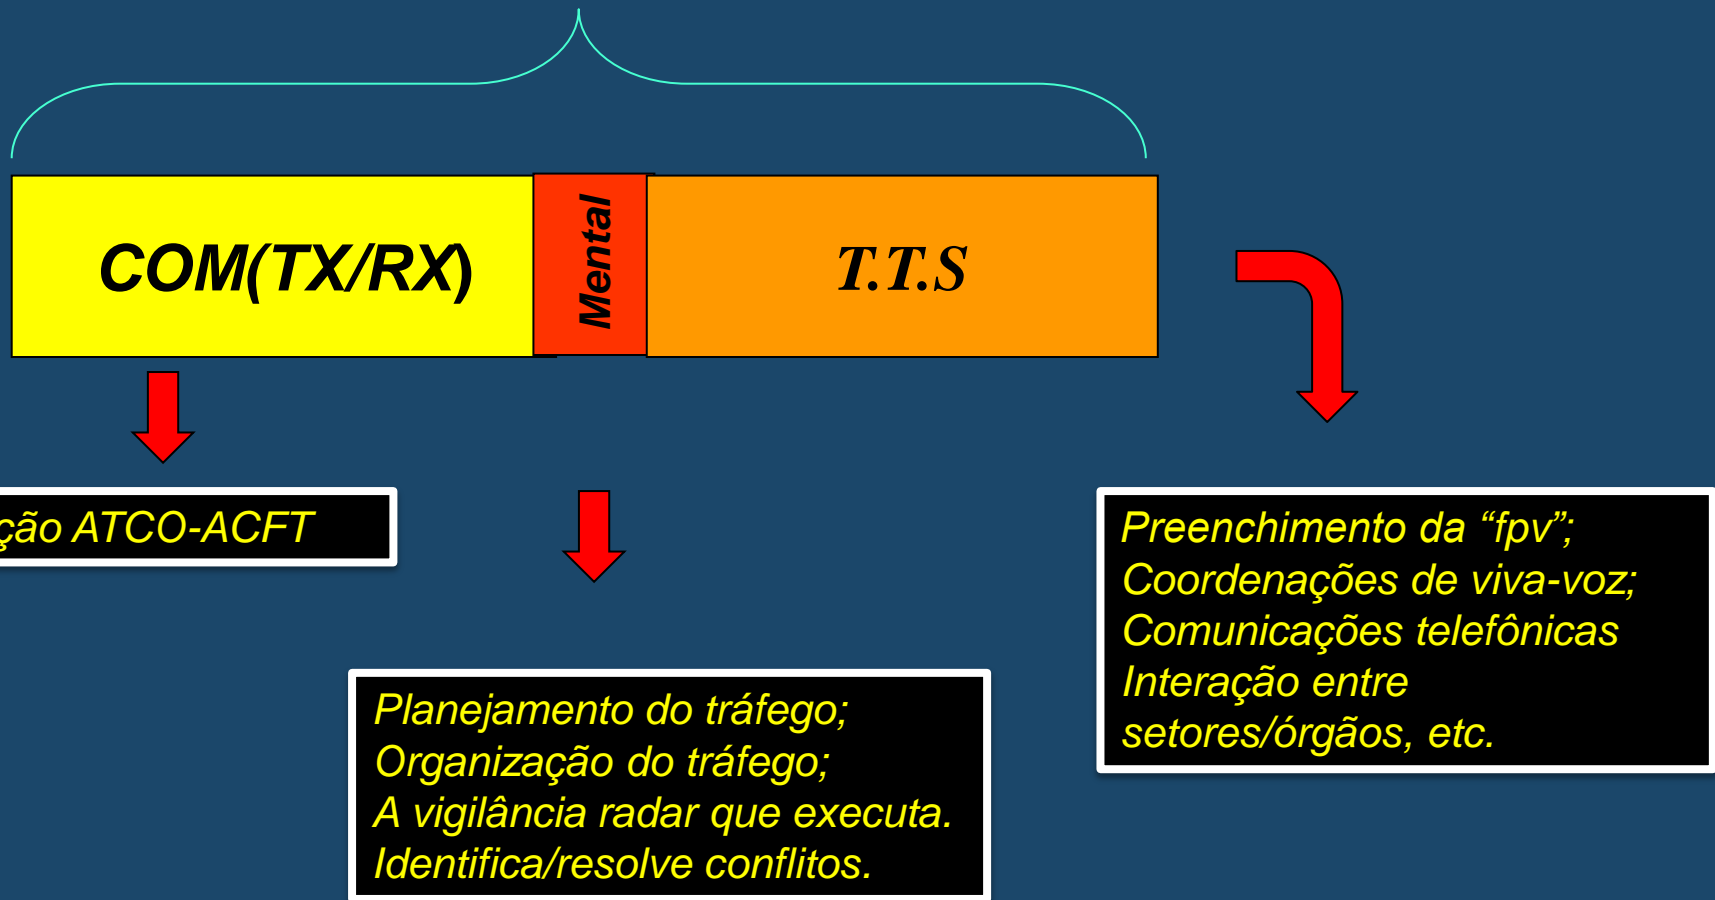 COM(TX/RX)
Mental
T.T.S
ção ATCO-ACFT
Planejamento do tráfego;
Organização do tráfego;
A vigilância radar que executa.
Identifica/resolve conflitos.
Preenchimento da “fpv”;
Coordenações de viva-voz;
Comunicações telefônicas
Interação entre
setores/órgãos, etc.